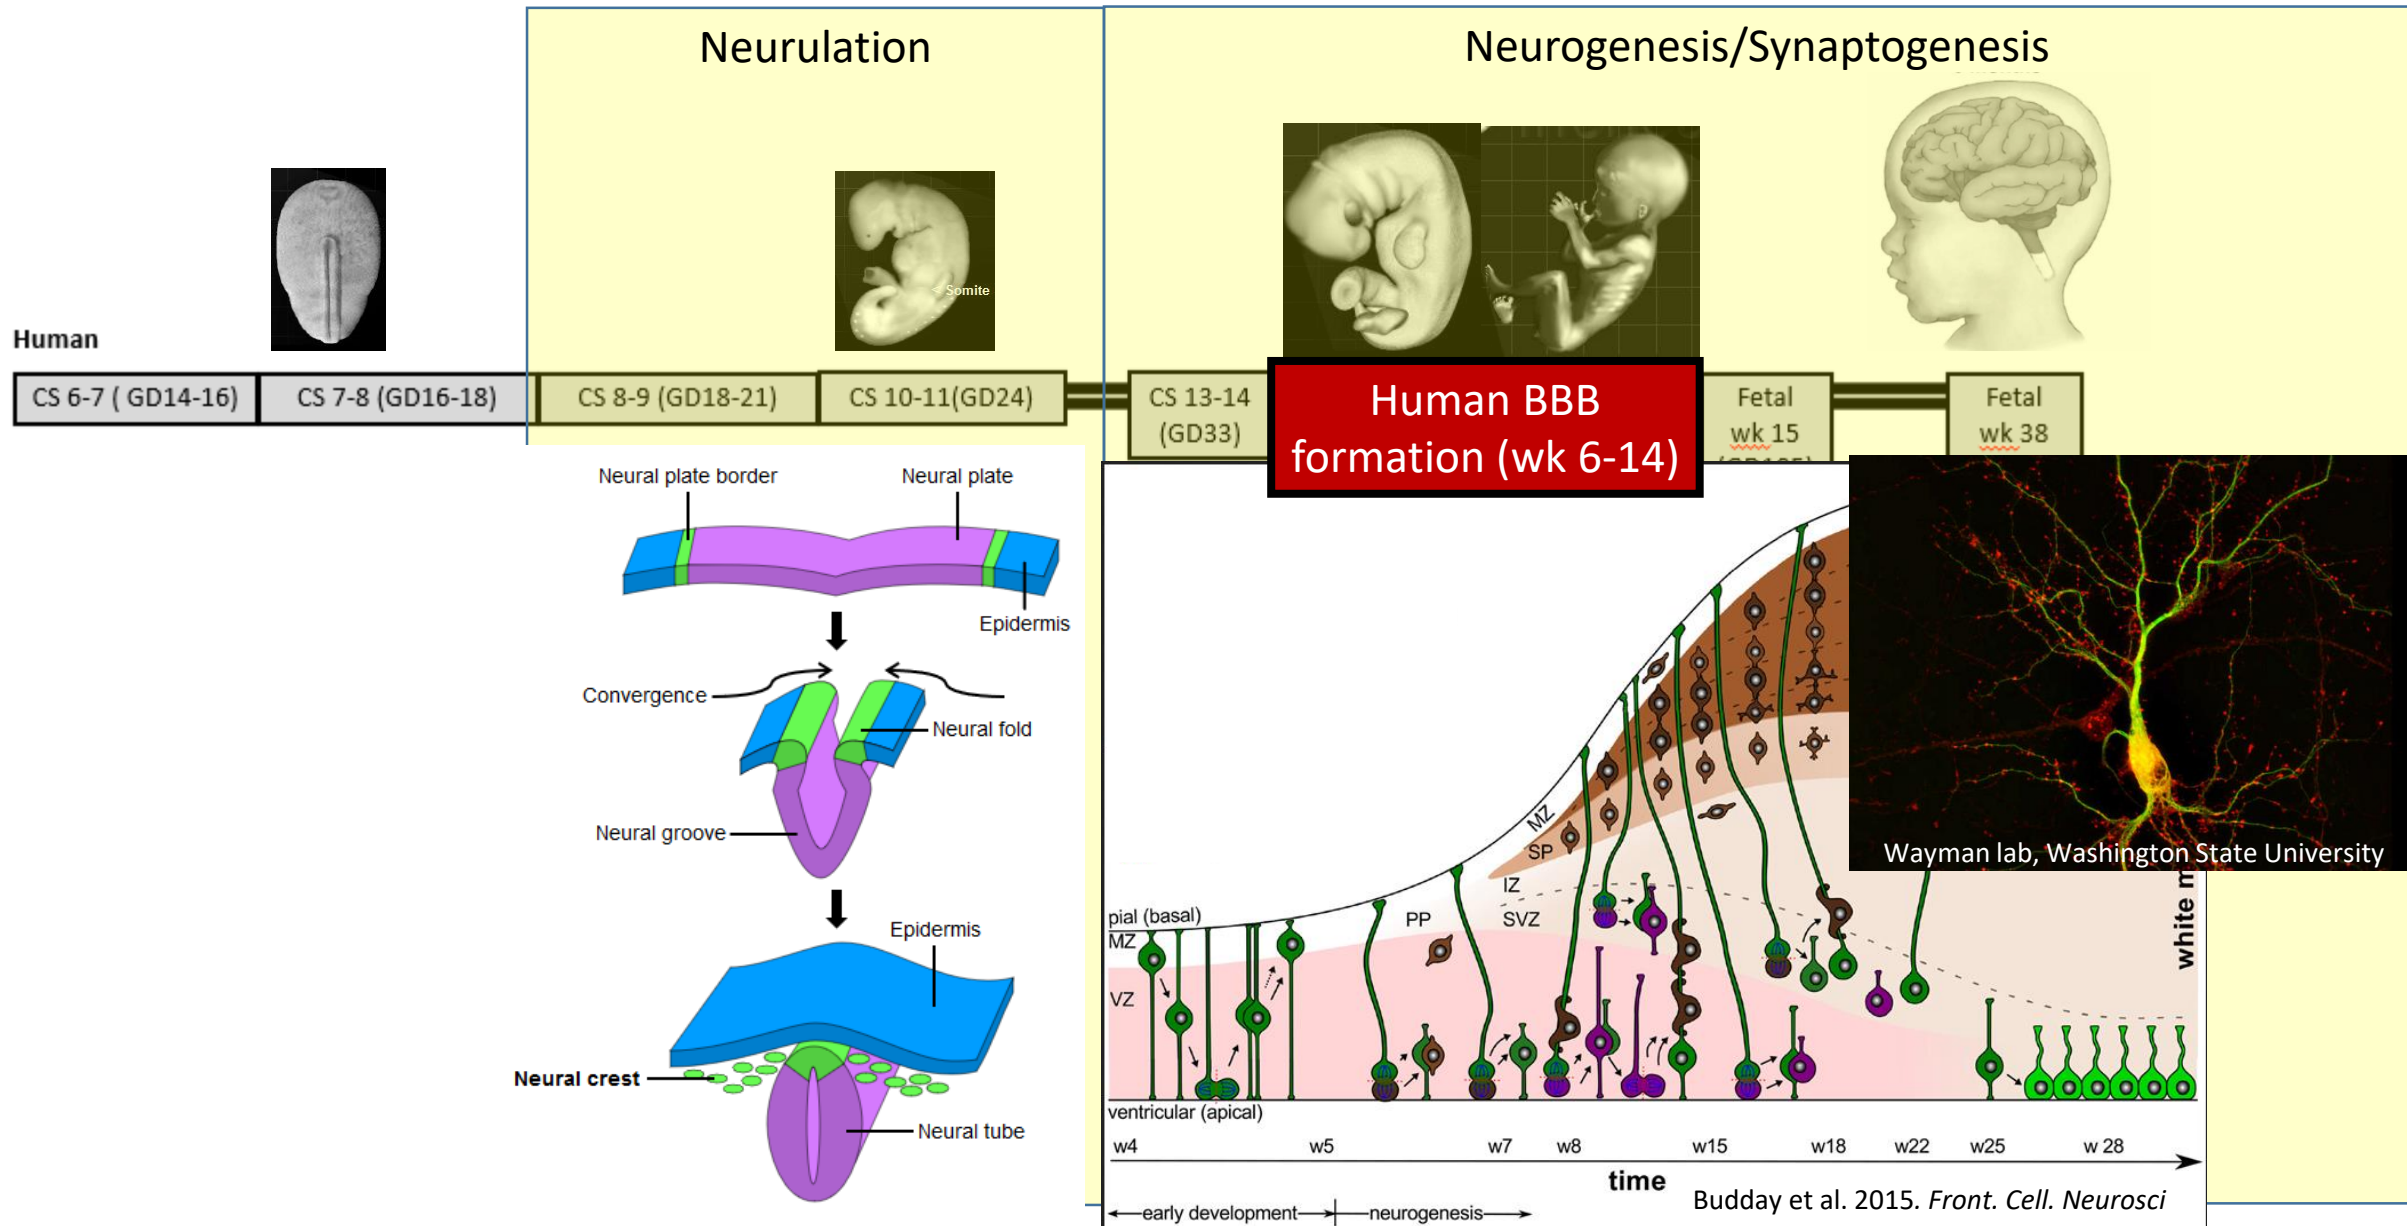 Neurulation
Neurogenesis/Synaptogenesis
Somite
Human
CS 6-7 ( GD14-16)
CS 7-8 (GD16-18)
CS 8-9 (GD18-21)
CS 10-11(GD24)
CS 13-14
(GD33)
Human BBB
formation (wk 6-14)
Fetal
wk 15
Fetal
wk 38
Neural plate border
Neural plate
Epidermis
Convergence
Neural fold
Neural groove
Epidermis
Neural crest
Neural tube
MZ
SP
IZ
SVZ
PP
pial (basal)
MZ
VZ
ventricular (apical)
Wayman lab, Washington State University
white m
w4
w5
w7
w8
w15
w18
w22
w25
w 28
time
Budday et al. 2015. Front. Cell. Neurosci
early development
neurogenesis